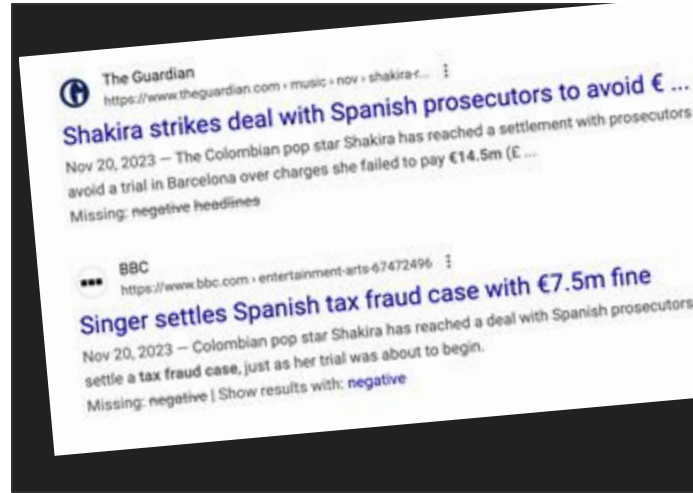 The Guardian
https://www.theguardian.com › music › nov › shakira-r...
Shakira strikes deal with Spanish prosecutors to avoid € ...
Nov 20, 2023 — The Colombian pop star Shakira has reached a settlement with prosecutors
avoid a trial in Barcelona over charges she failed to pay €14.5m (£ ...
Missing: negative headlines
BBC
https://www.bbc.com › entertainment-arts-67472496
Singer settles Spanish tax fraud case with €7.5m fine
Nov 20, 2023 — Colombian pop star Shakira has reached a deal with Spanish prosecutors
settle a tax fraud case, just as her trial was about to begin.
Missing: negative | Show results with: negative